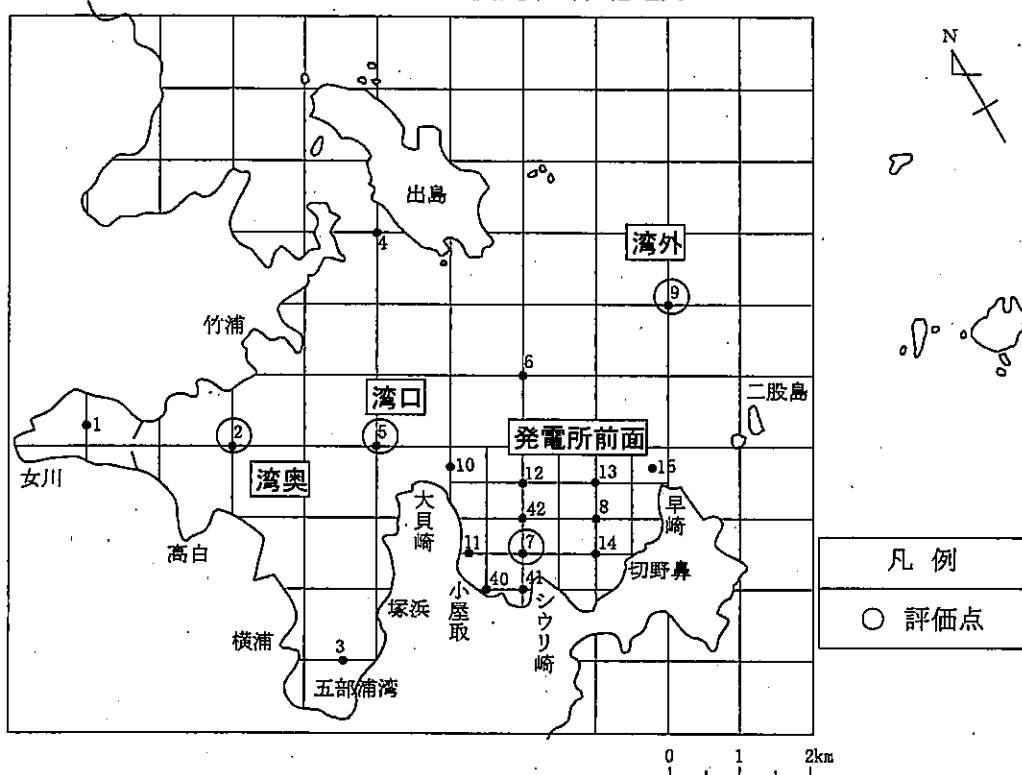 N
出島
4
湾外
9
竹浦
6
二股島
湾口
発電所前面
1
2
5
10
12
13
15
女川
湾奥
大貝崎
42
8
早崎
高白
11
7
14
切野鼻
凡例
40
41
小屋取
シウリ崎
塚浜
○ 評価点
横浦
3
五部浦湾
0 1 2km